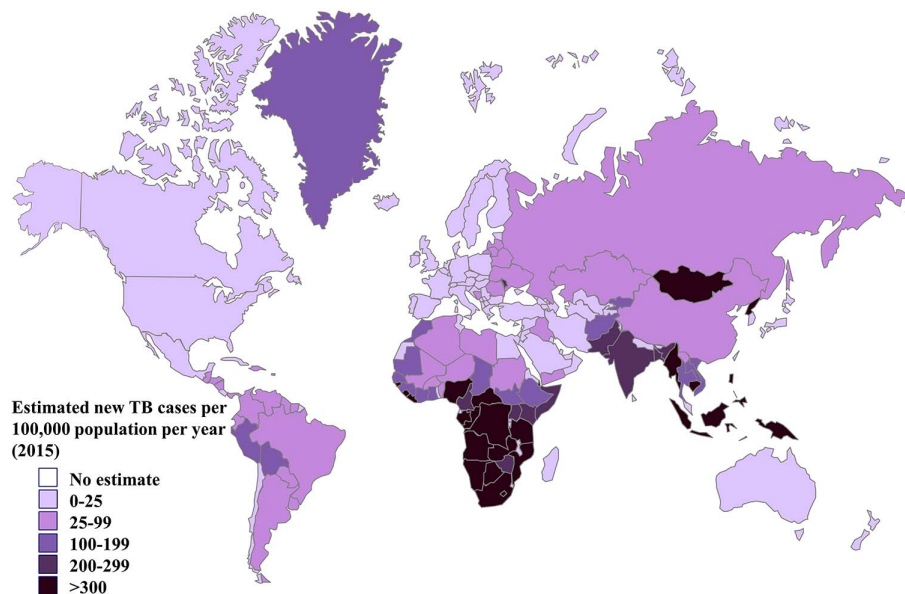 Estimated new TB cases per
100,000 population per year
(2015)
No estimate
0-25
25-99
100-199
200-299
>300